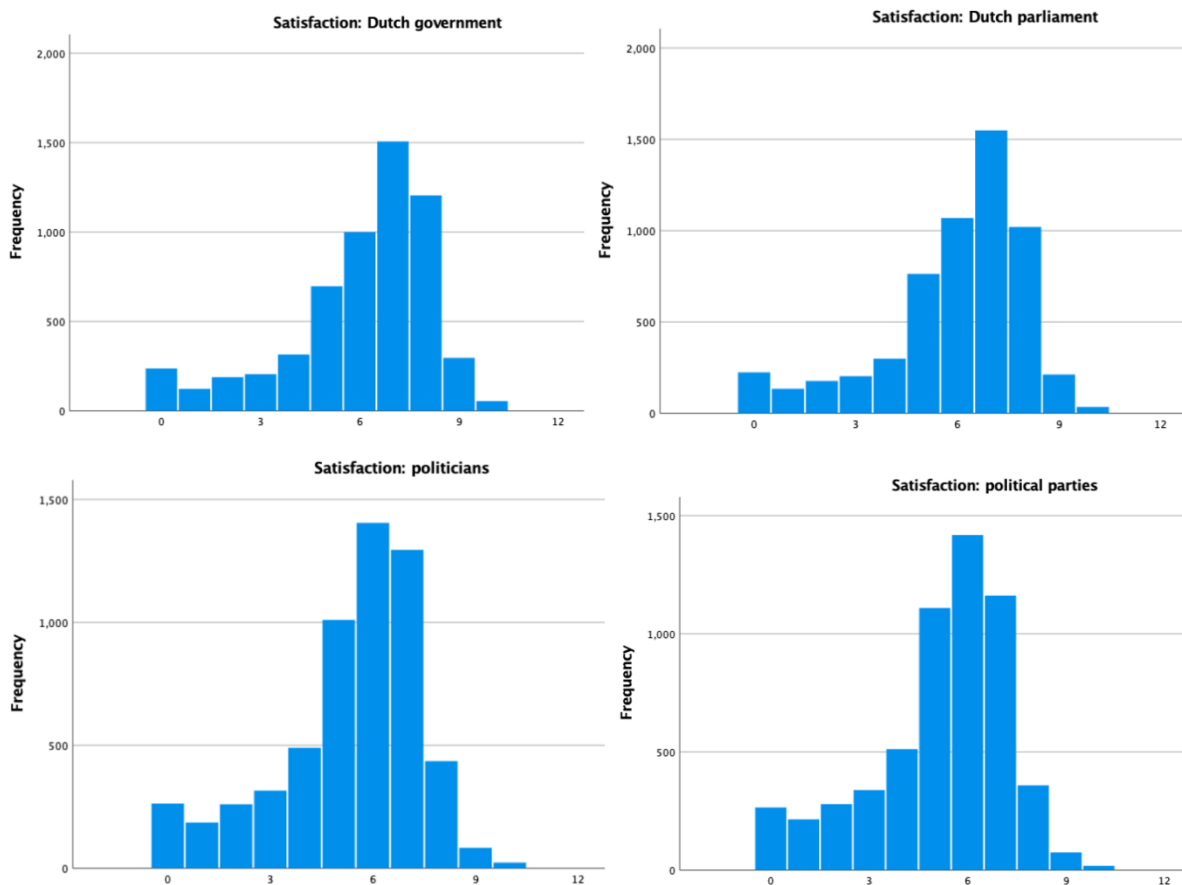 Satisfaction: Dutch government
2,000
1,500
1,000
500
0
Frequency
0 3 6 9 12
Satisfaction: Dutch parliament
2,000
1,500
1,000
500
0
Frequency
0 3 6 9 12
Satisfaction: politicians
1,500
1,000
500
0
Frequency
0 3 6 9 12
Satisfaction: political parties
1,500
1,000
500
0
Frequency
0 3 6 9 12